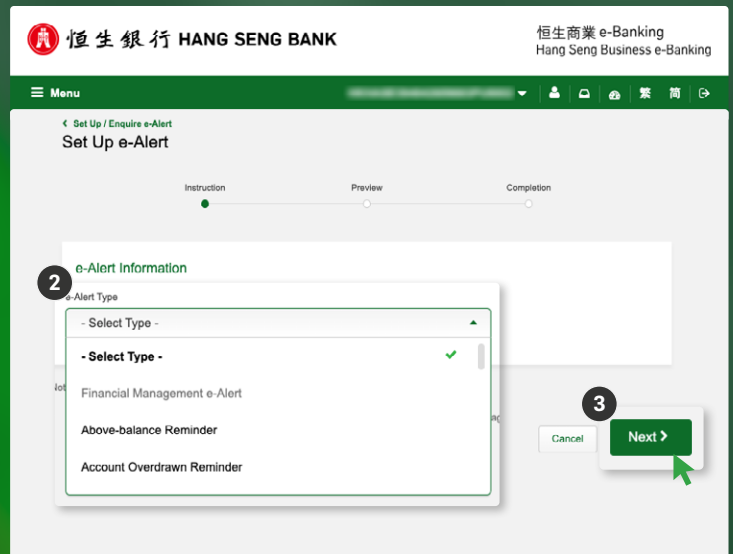 恒生銀行 HANG SENG BANK
恒生商業 e-Banking
Hang Seng Business e-Banking
Menu
繁 简
Set Up / Enquire e-Alert
Set Up e-Alert
Instruction Preview Completion
e-Alert Information
2
e-Alert Type
- Select Type -
- Select Type -
Financial Management e-Alert
Above-balance Reminder
Account Overdrawn Reminder
3
Cancel
Next